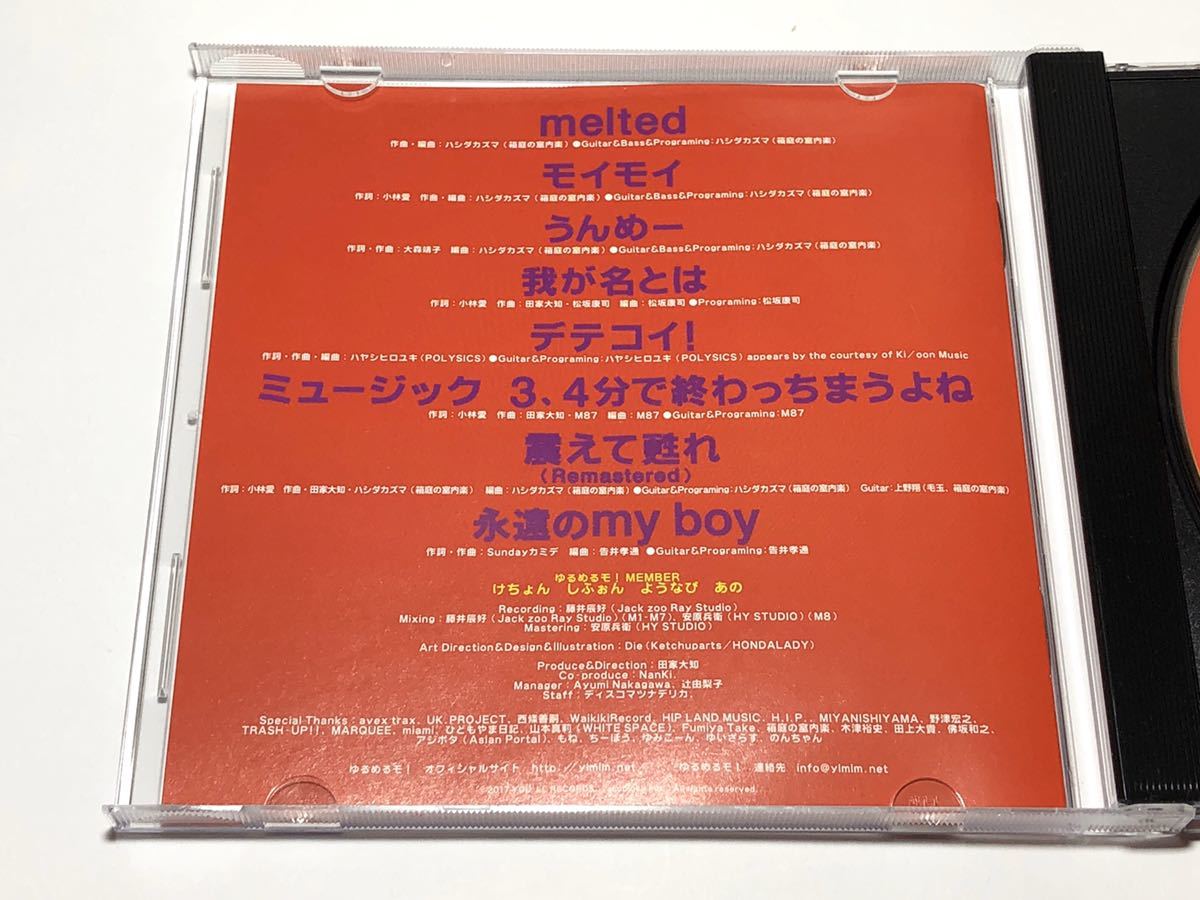 melted
作曲・編曲：ハシダカズマ（箱庭の室内楽）●Guitar&Bass&Programing：ハシダカズマ（箱庭の室内楽）
モイモイ
作詞：小林愛　作曲・編曲：ハシダカズマ（箱庭の室内楽）●Guitar&Bass&Programing：ハシダカズマ（箱庭の室内楽）
うんめー
作詞・作曲：大森靖子　編曲：ハシダカズマ（箱庭の室内楽）●Guitar&Bass&Programing：ハシダカズマ（箱庭の室内楽）
我が名とは
作詞：小林愛　作曲：田家大知・松坂康司　編曲：松坂康司●Programing：松坂康司
デテコイ！
作詞・作曲・編曲：ハヤシヒロユキ（POLYSICS）●Guitar&Programing：ハヤシヒロユキ（POLYSICS）appears by the courtesy of Ki／oon Music
ミュージック　3、4分で終わっちまうよね
作詞：小林愛　作曲：田家大知・M87　編曲：M87●Guitar&Programing：M87
震えて甦れ
（Remastered）
作詞：小林愛　作曲・田家大知・ハシダカズマ（箱庭の室内楽）　編曲：ハシダカズマ（箱庭の室内楽）●Guitar&Programing：ハシダカズマ（箱庭の室内楽）　Guitar：上野翔（毛玉、箱庭の室内楽）
永遠のmy boy
作詞・作曲：Sundayカミデ　編曲：告井孝通　●Guitar&Programing：告井孝通
ゆるめるモ！MEMBER
けちょん　しふぉん　ようなぴ　あの
Recording：藤井辰好（Jack zoo Ray Studio）
Mixing：藤井辰好（Jack zoo Ray Studio）（M1-M7）、安原兵衛（HY STUDIO）（M8）
Mastering：安原兵衛（HY STUDIO）
Art Direction&Design&Illustration：Die（Ketchuparts／HONDALADY）
Produce&Direction：田家大知
Co-produce：NanKi.
Manager：Ayumi Nakagawa、辻由梨子
Staff：ディスコマツナデリカ.
Special Thanks：avex trax、UK PROJECT、西條善嗣、WaikikiRecord、HIP LAND MUSIC、H.I.P.、MIYANISHIYAMA、野津宏之、
TRASH-UP!!、MARQUEE、miami、ひどもやま日記、山本真莉（WHITE SPACE）、Fumiya Take、箱庭の室内楽、木津裕史、田上大貴、佛坂和之、
アジポタ（Asian Portal）、もね、ちーぼう、ゆみこーん、ゆいざらす、のんちゃん
ゆるめるモ！　オフィシャルサイト　http://ylmlm.net/　　ゆるめるモ！　連絡先　info@ylmlm.net